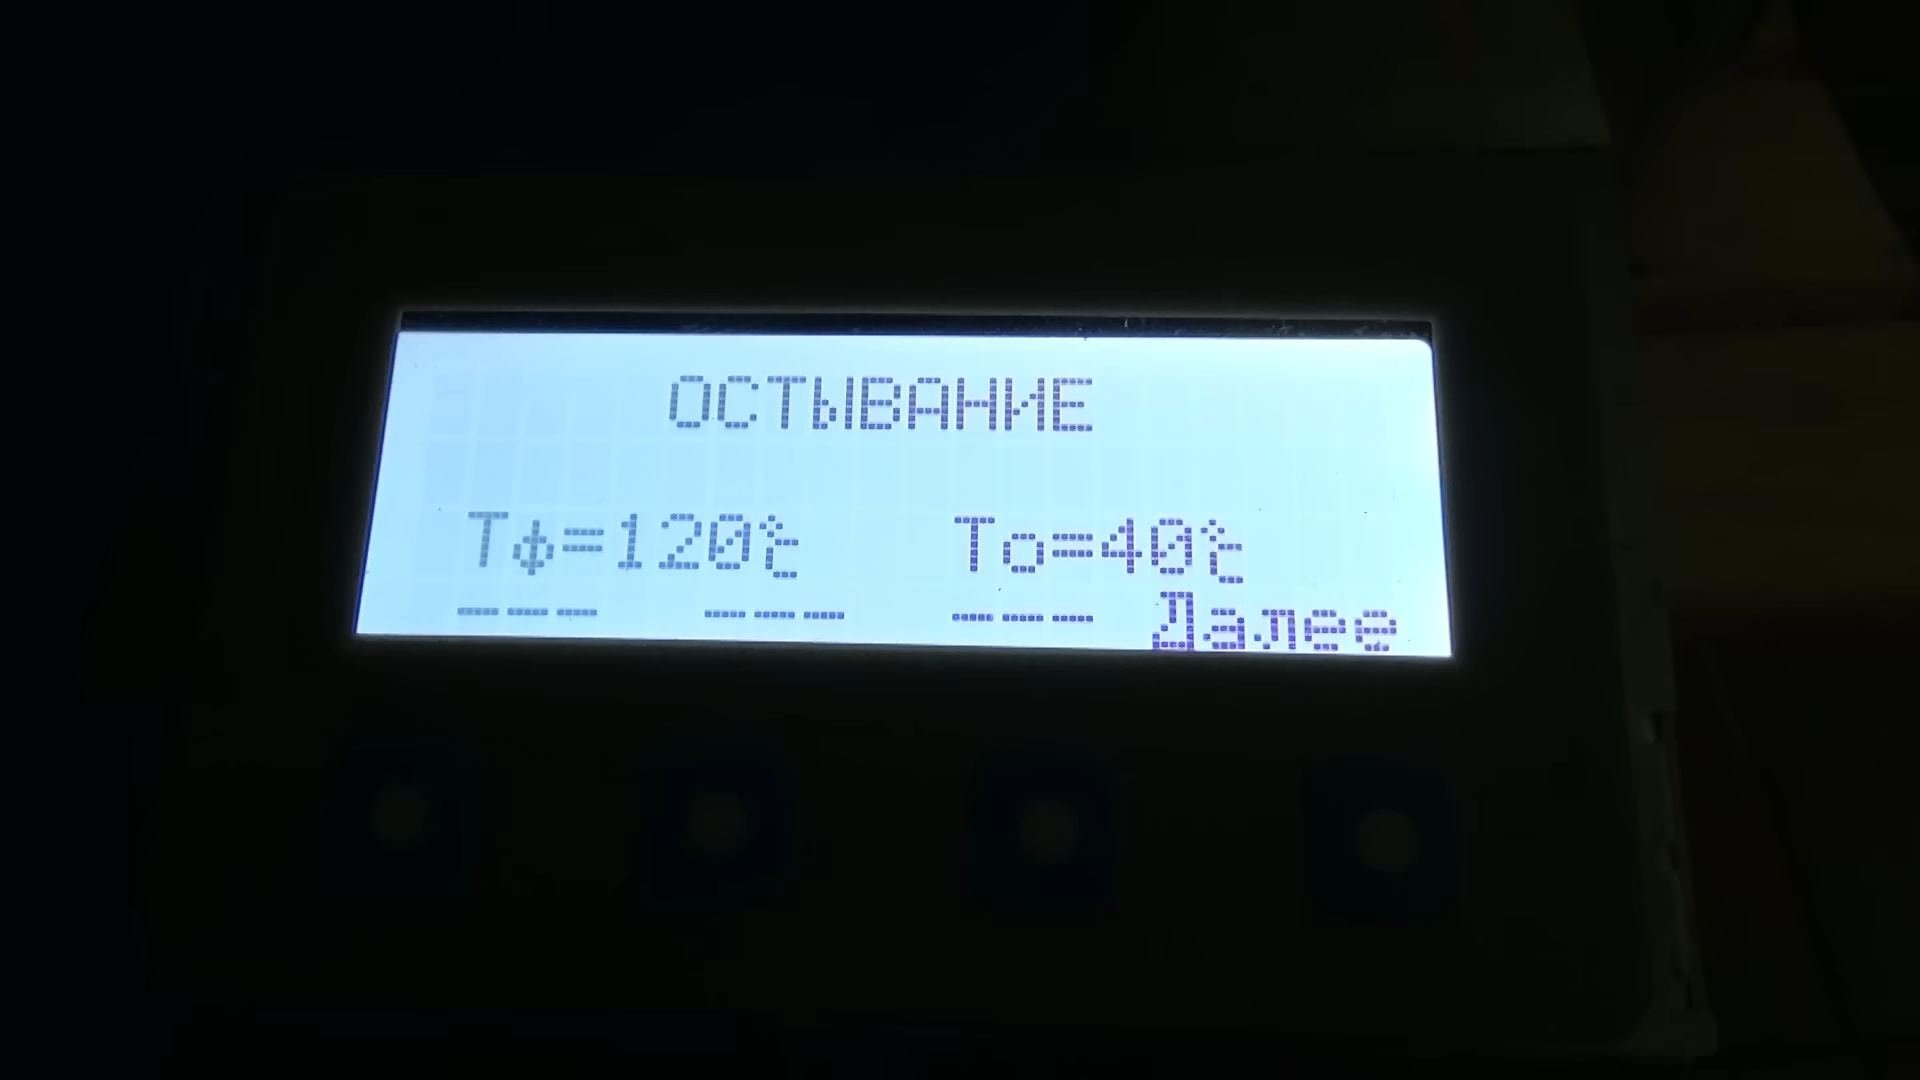 ОСТЫВАНИЕ
Тф=120℃ То=40℃
--- --- --- Далее